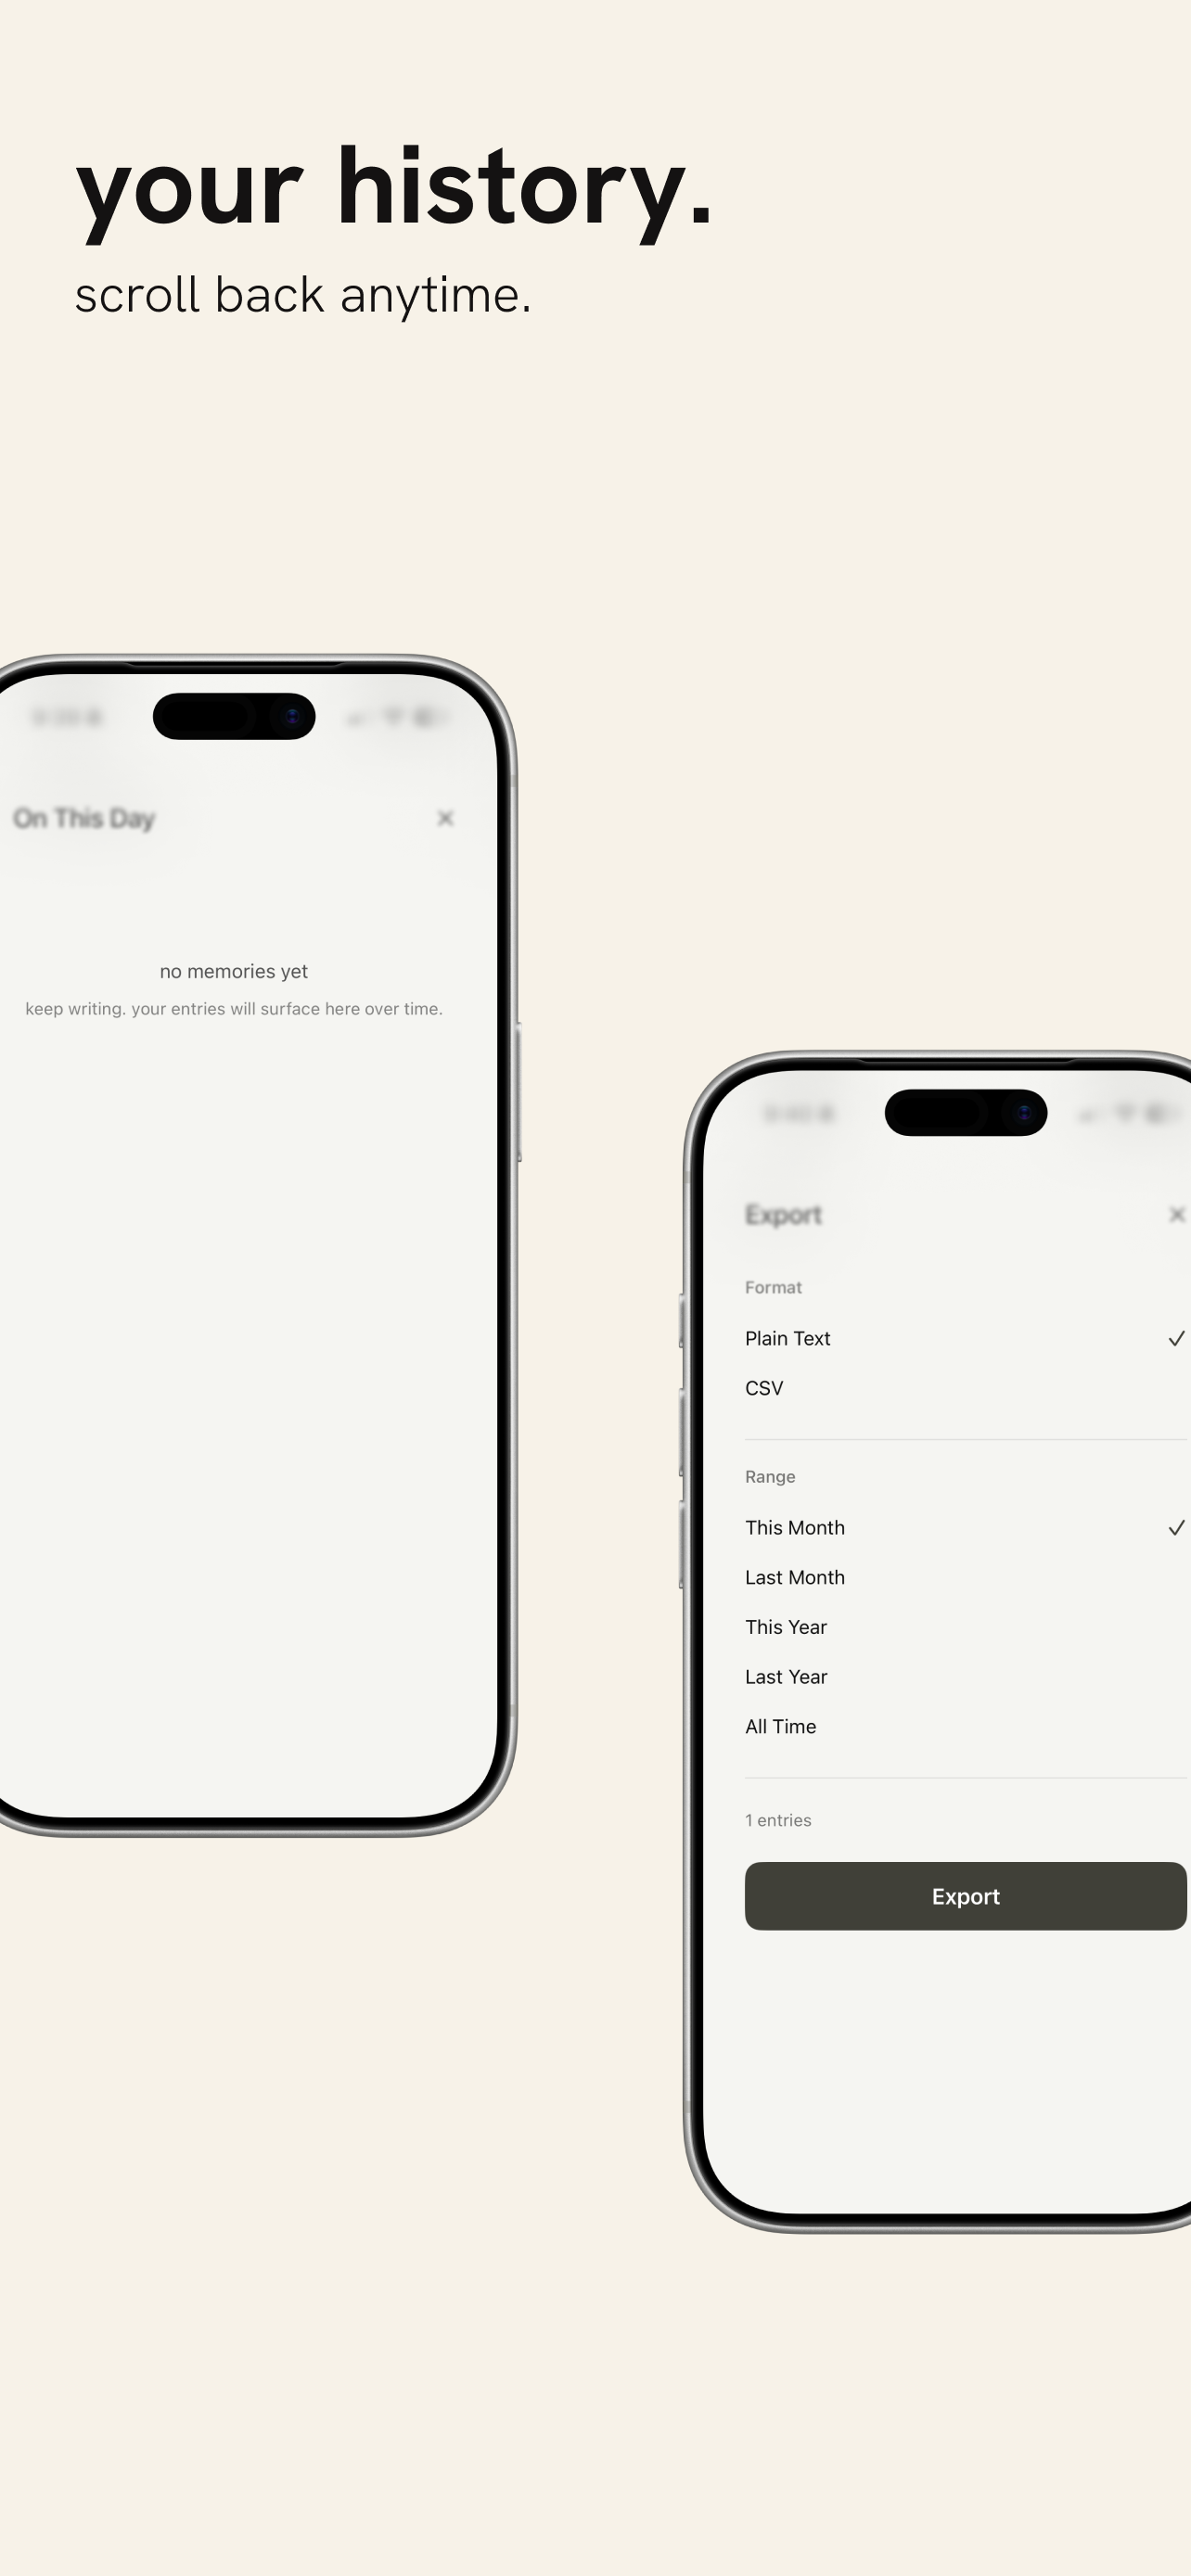 your history.
scroll back anytime.
On This Day
no memories yet
keep writing. your entries will surface here over time.
Export
Format
Plain Text
CSV
Range
This Month
Last Month
This Year
Last Year
All Time
1 entries
Export